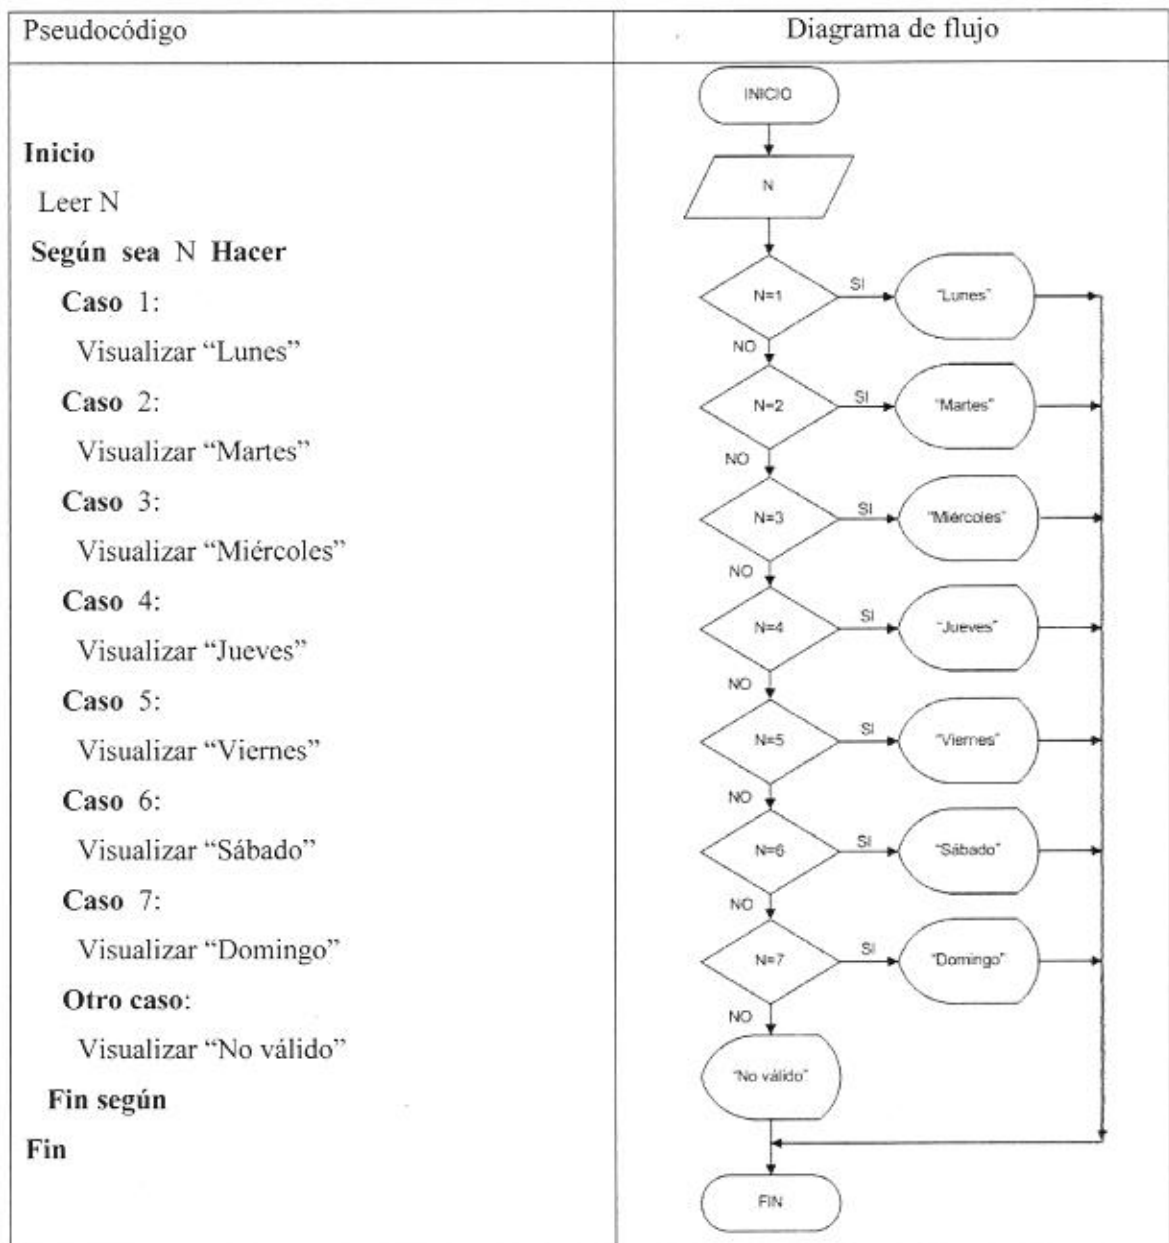 Pseudocódigo
Diagrama de flujo
Inicio
Leer N
Según sea N Hacer
Caso 1:
Visualizar “Lunes”
Caso 2:
Visualizar “Martes”
Caso 3:
Visualizar “Miércoles”
Caso 4:
Visualizar “Jueves”
Caso 5:
Visualizar “Viernes”
Caso 6:
Visualizar “Sábado”
Caso 7:
Visualizar “Domingo”
Otro caso:
Visualizar “No válido”
Fin según
Fin
INICIO
N
N=1
SI
"Lunes"
NO
N=2
SI
"Martes"
NO
N=3
SI
"Miércoles"
NO
N=4
SI
"Jueves"
NO
N=5
SI
"Viernes"
NO
N=6
SI
"Sábado"
NO
N=7
SI
"Domingo"
NO
"No válido"
FIN